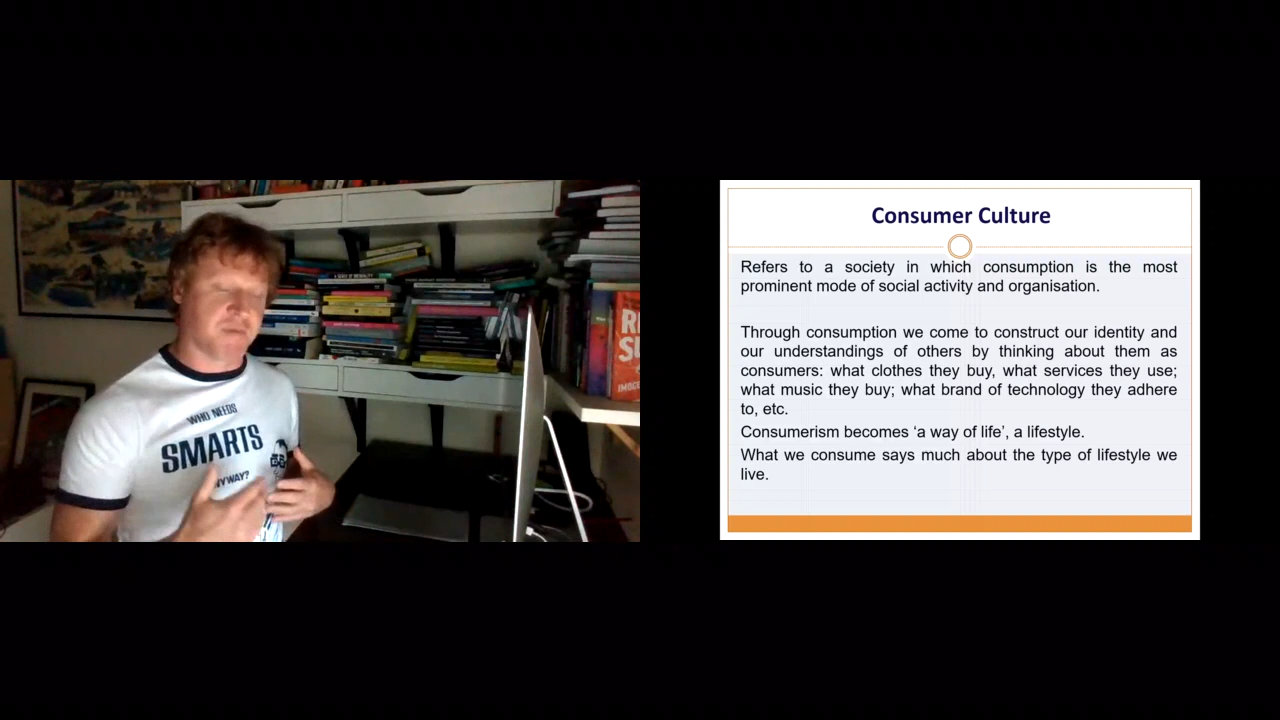 WHO NEEDS
SMARTS
Consumer Culture
Refers to a society in which consumption is the most
prominent mode of social activity and organisation.
Through consumption we come to construct our identity and
our understandings of others by thinking about them as
consumers: what clothes they buy, what services they use;
what music they buy; what brand of technology they adhere
to, etc.
Consumerism becomes ‘a way of life’, a lifestyle.
What we consume says much about the type of lifestyle we
live.